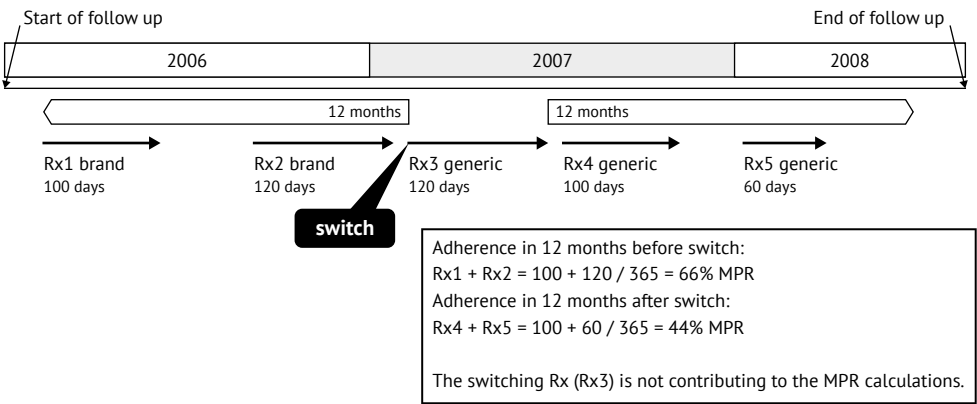 Start of follow up
End of follow up
2006
2007
2008
12 months
12 months
Rx1 brand
100 days
Rx2 brand
120 days
Rx3 generic
120 days
Rx4 generic
100 days
Rx5 generic
60 days
switch
Adherence in 12 months before switch:
Rx1 + Rx2 = 100 + 120 / 365 = 66% MPR
Adherence in 12 months after switch:
Rx4 + Rx5 = 100 + 60 / 365 = 44% MPR
The switching Rx (Rx3) is not contributing to the MPR calculations.